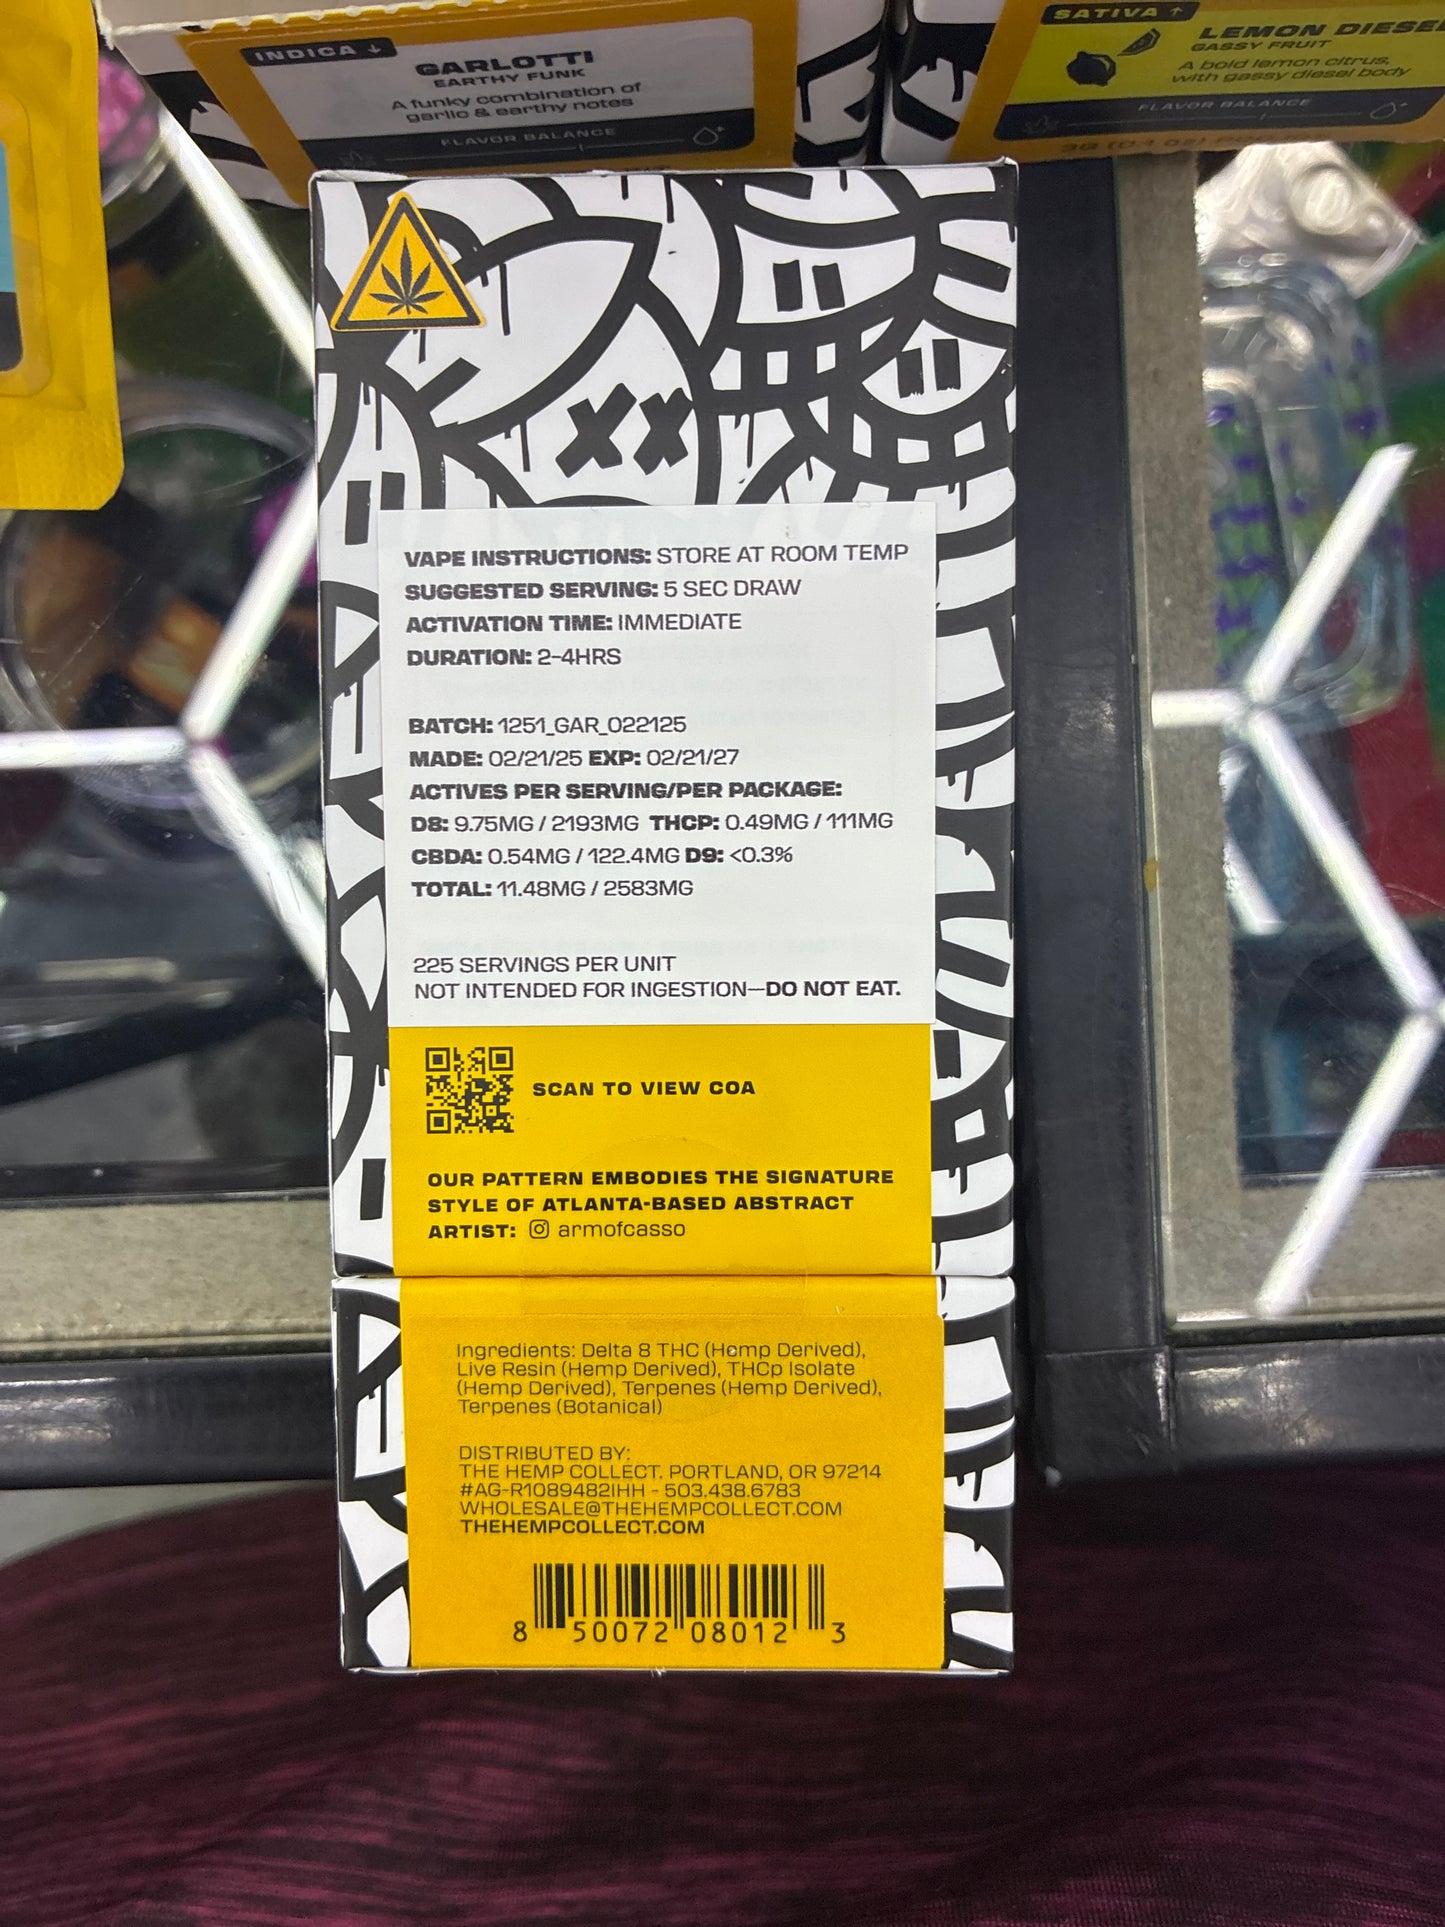 INDICA ↓
GARLOTTI
EARTHY FUNK
A funky combination of
garlic & earthy notes
FLAVOR BALANCE
SATIVA ↑
LEMON DIESEL
GASSY FRUIT
A bold lemon citrus,
with gassy diesel body
FLAVOR BALANCE
VAPE INSTRUCTIONS: STORE AT ROOM TEMP
SUGGESTED SERVING: 5 SEC DRAW
ACTIVATION TIME: IMMEDIATE
DURATION: 2-4HRS
BATCH: 1251_GAR_022125
MADE: 02/21/25 EXP: 02/21/27
ACTIVES PER SERVING/PER PACKAGE:
D8: 9.75MG / 2193MG THCP: 0.49MG / 111MG
CBDA: 0.54MG / 122.4MG D9: <0.3%
TOTAL: 11.48MG / 2583MG
225 SERVINGS PER UNIT
NOT INTENDED FOR INGESTION—DO NOT EAT.
SCAN TO VIEW COA
OUR PATTERN EMBODIES THE SIGNATURE
STYLE OF ATLANTA-BASED ABSTRACT
ARTIST: armofcasso
Ingredients: Delta 8 THC (Hemp Derived),
Live Resin (Hemp Derived), THCp Isolate
(Hemp Derived), Terpenes (Hemp Derived),
Terpenes (Botanical)
DISTRIBUTED BY:
THE HEMP COLLECT. PORTLAND, OR 97214
#AG-R1089482IHH - 503.438.6783
WHOLESALE@THEHEMPCOLLECT.COM
THEHEMPCOLLECT.COM
8 50072 08012 3